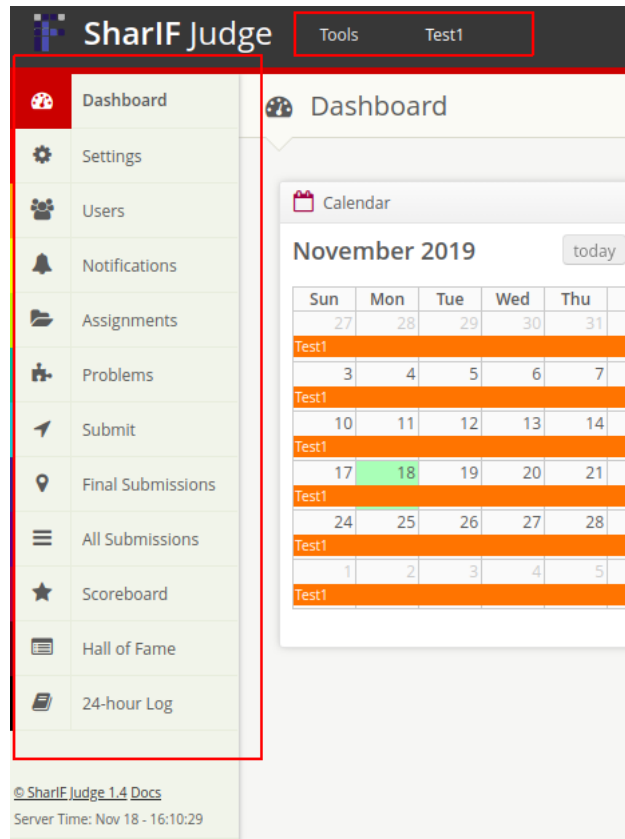 SharIF Judge Tools Test1
Dashboard
Settings
Users
Notifications
Assignments
Problems
Submit
Final Submissions
All Submissions
Scoreboard
Hall of Fame
24-hour Log
© SharIF Judge 1.4 Docs
Server Time: Nov 18 - 16:10:29
Dashboard
Calendar
November 2019 today
Sun Mon Tue Wed Thu
27 28 29 30 31
Test1
3 4 5 6 7
Test1
10 11 12 13 14
Test1
17 18 19 20 21
Test1
24 25 26 27 28
Test1
1 2 3 4 5
Test1